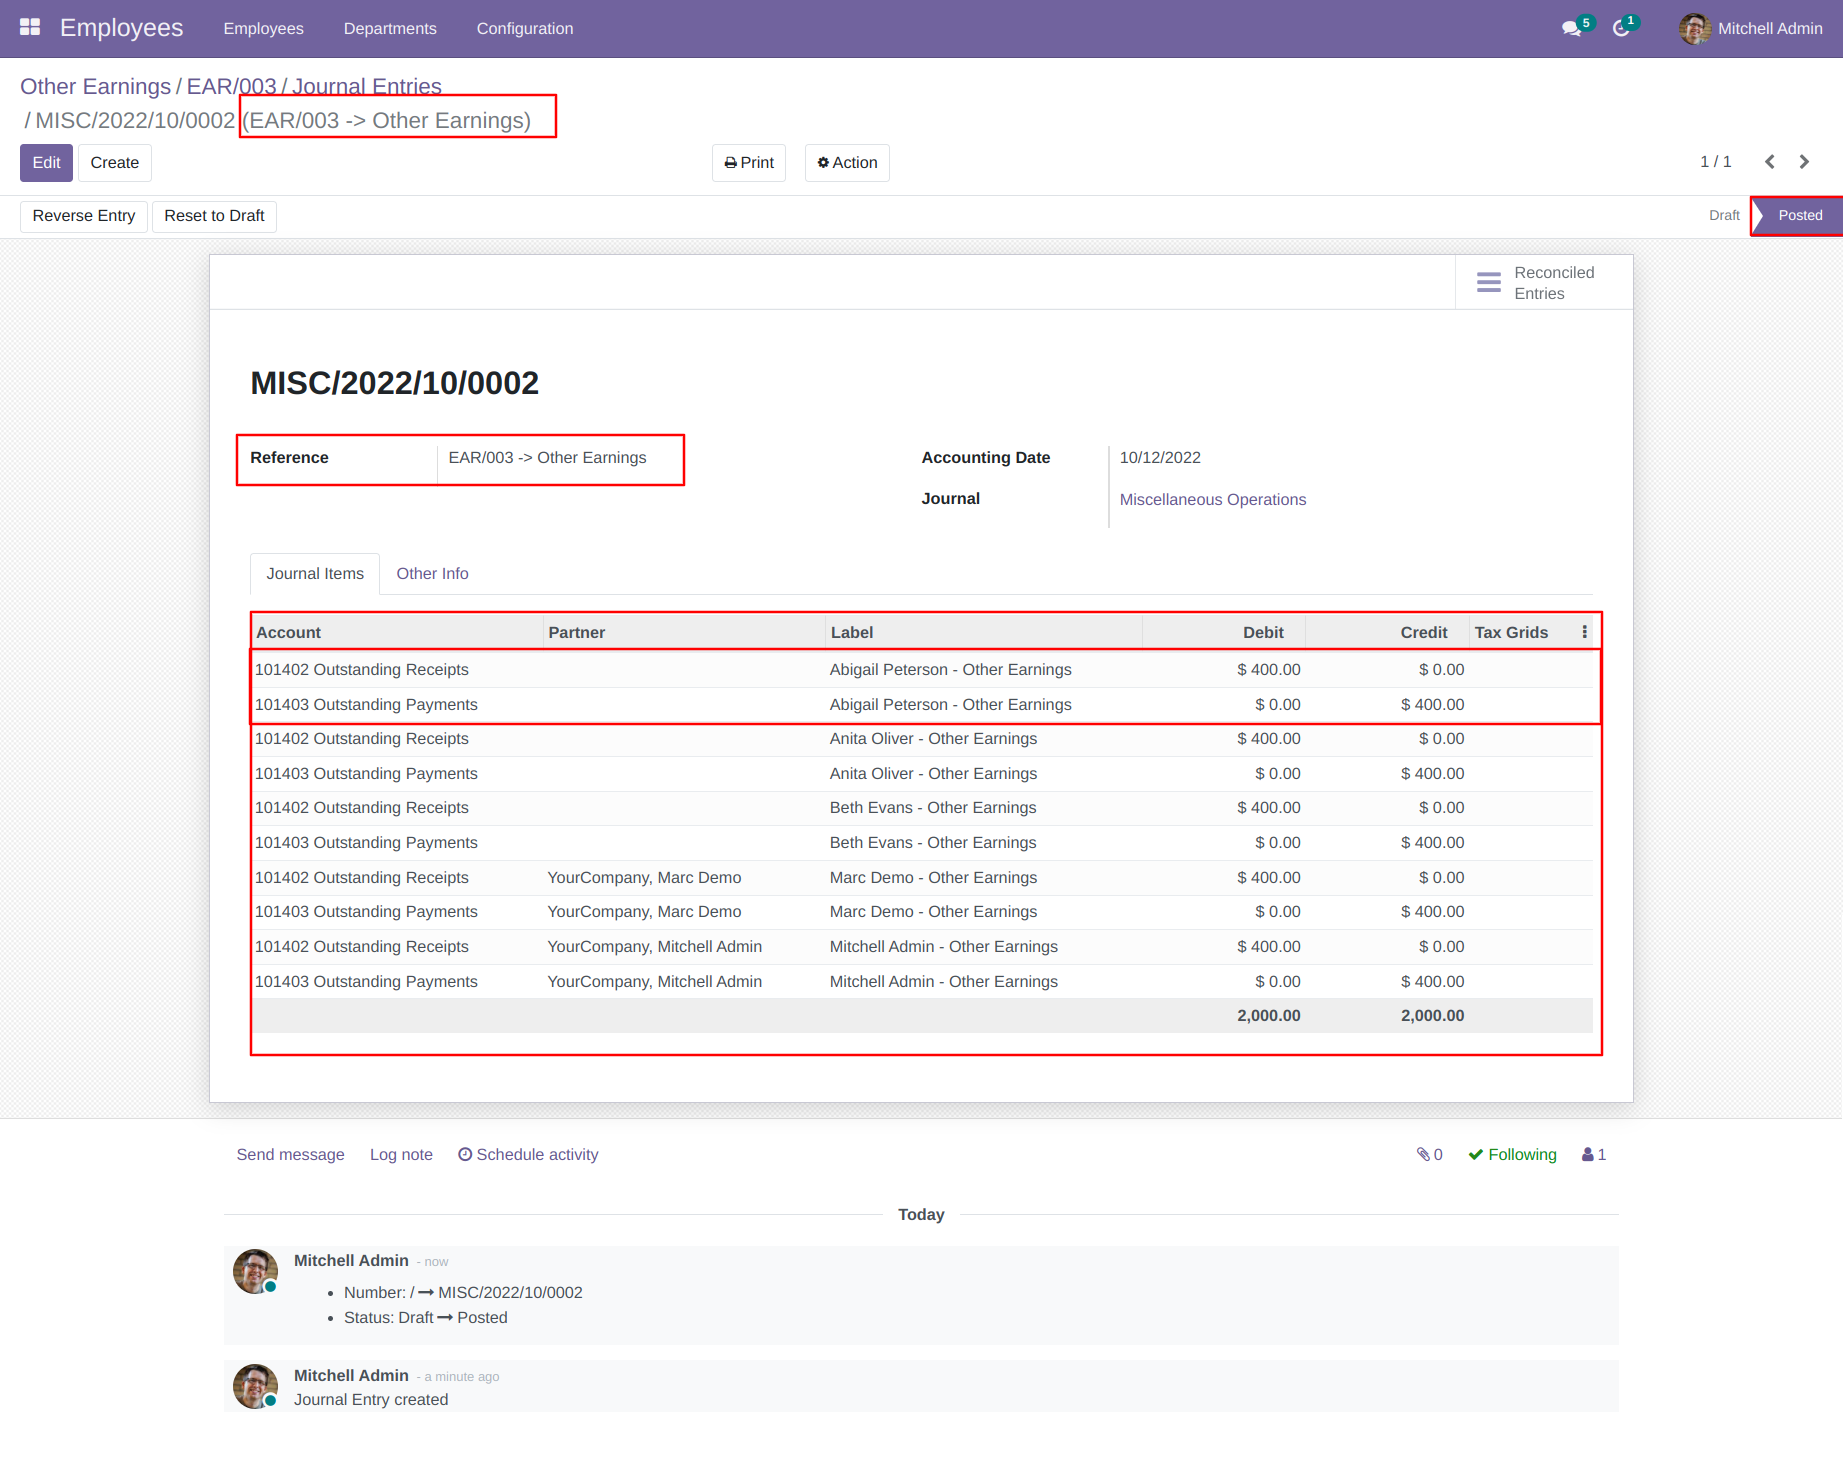 Employees Employees Departments Configuration 5 1 Mitchell Admin
Other Earnings / EAR/003 / Journal Entries
/ MISC/2022/10/0002 (EAR/003 -> Other Earnings)
Edit Create Print Action 1 / 1
Reverse Entry Reset to Draft Draft Posted
Reconciled
Entries
MISC/2022/10/0002
Reference EAR/003 -> Other Earnings Accounting Date 10/12/2022
Journal Miscellaneous Operations
Journal Items Other Info
Account Partner Label Debit Credit Tax Grids
101402 Outstanding Receipts Abigail Peterson - Other Earnings $ 400.00 $ 0.00
101403 Outstanding Payments Abigail Peterson - Other Earnings $ 0.00 $ 400.00
101402 Outstanding Receipts Anita Oliver - Other Earnings $ 400.00 $ 0.00
101403 Outstanding Payments Anita Oliver - Other Earnings $ 0.00 $ 400.00
101402 Outstanding Receipts Beth Evans - Other Earnings $ 400.00 $ 0.00
101403 Outstanding Payments Beth Evans - Other Earnings $ 0.00 $ 400.00
101402 Outstanding Receipts YourCompany, Marc Demo Marc Demo - Other Earnings $ 400.00 $ 0.00
101403 Outstanding Payments YourCompany, Marc Demo Marc Demo - Other Earnings $ 0.00 $ 400.00
101402 Outstanding Receipts YourCompany, Mitchell Admin Mitchell Admin - Other Earnings $ 400.00 $ 0.00
101403 Outstanding Payments YourCompany, Mitchell Admin Mitchell Admin - Other Earnings $ 0.00 $ 400.00
2,000.00 2,000.00
Send message Log note Schedule activity 0 Following 1
Today
Mitchell Admin - now
• Number: / → MISC/2022/10/0002
• Status: Draft → Posted
Mitchell Admin - a minute ago
Journal Entry created